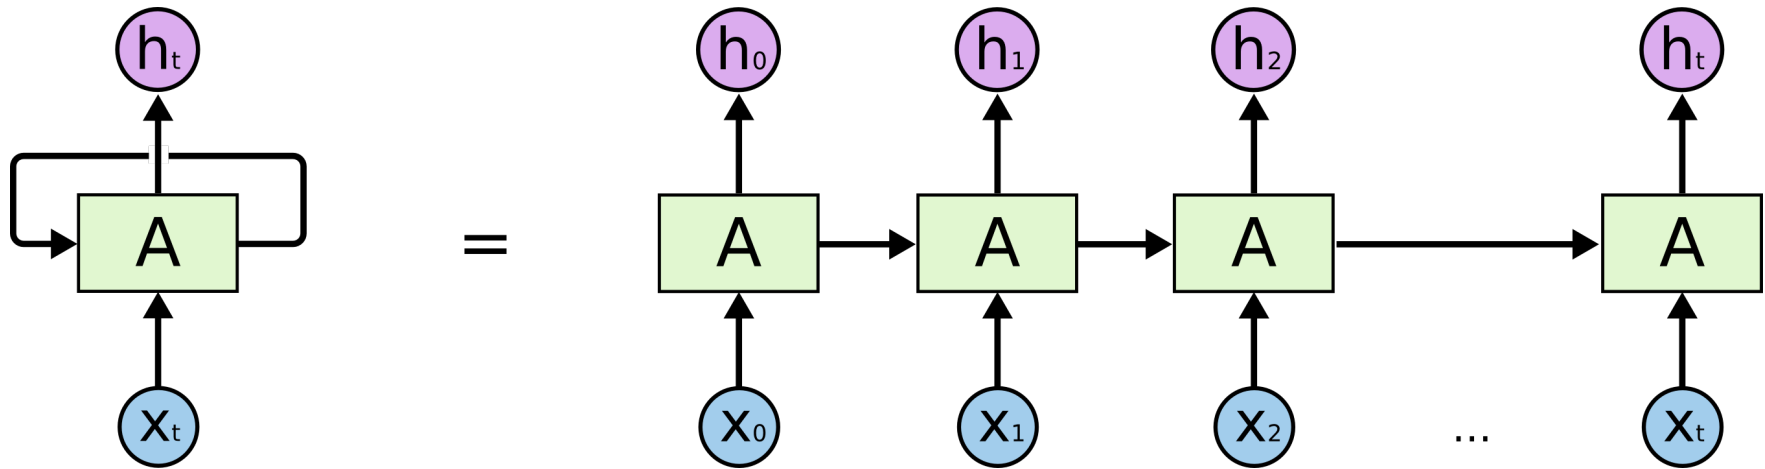 hₜ h₀ h₁ h₂ hₜ
A = A A A A
xₜ x₀ x₁ x₂ ... xₜ